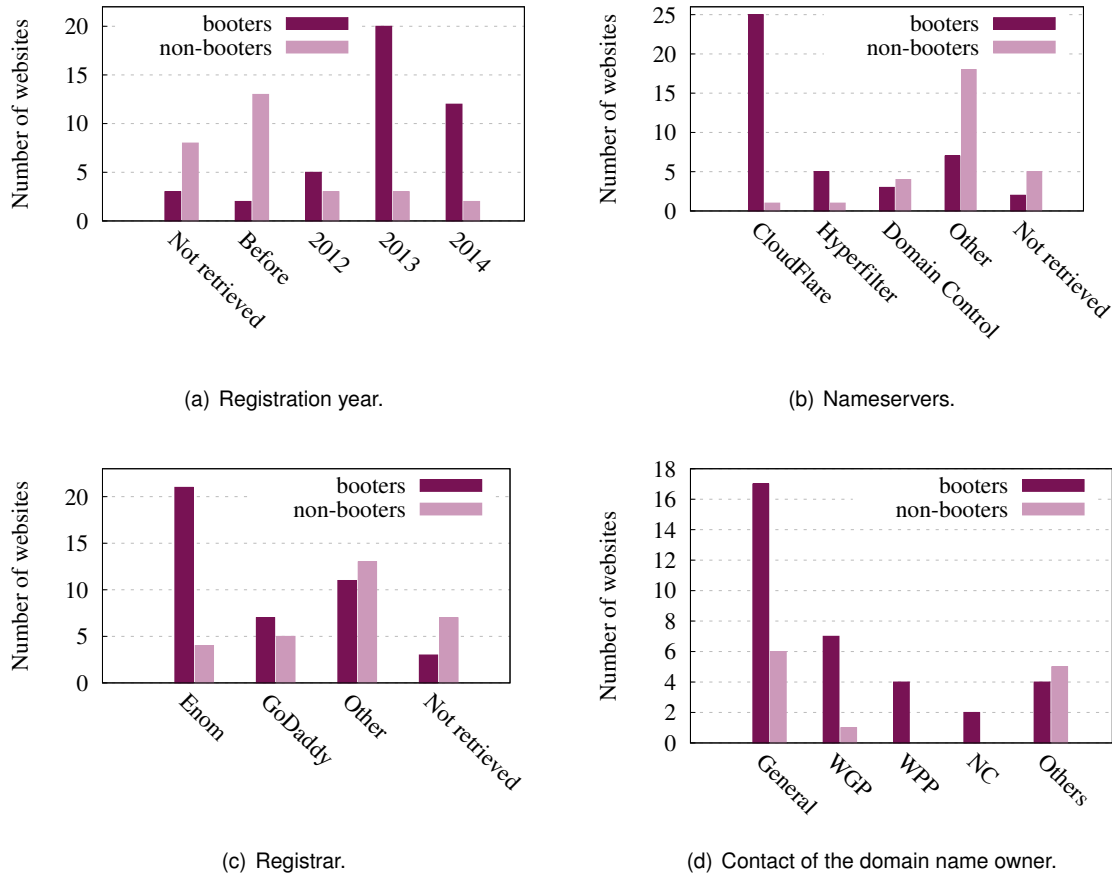 Number of websites
20
15
10
5
0
booters
non-booters
Not retrieved
Before
2012
2013
2014
(a) Registration year.
Number of websites
25
20
15
10
5
0
booters
non-booters
CloudFlare
Hyperfilter
Domain Control
Other
Not retrieved
(b) Nameservers.
Number of websites
20
15
10
5
0
booters
non-booters
Enom
GoDaddy
Other
Not retrieved
(c) Registrar.
Number of websites
18
16
14
12
10
8
6
4
2
0
booters
non-booters
General
WGP
WPP
NC
Others
(d) Contact of the domain name owner.